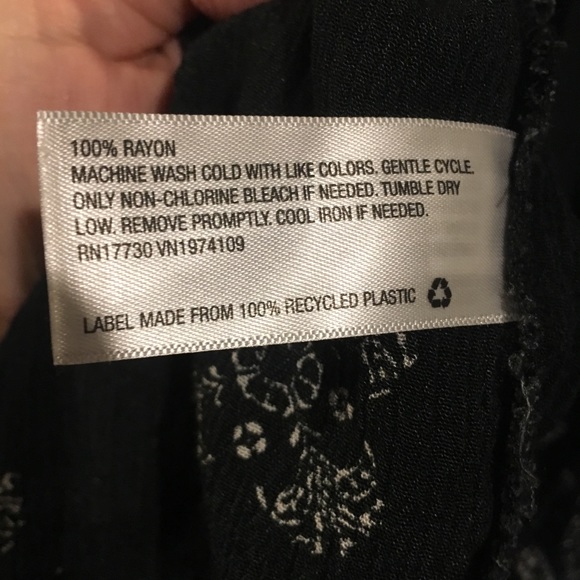 100% RAYON
MACHINE WASH COLD WITH LIKE COLORS. GENTLE CYCLE.
ONLY NON-CHLORINE BLEACH IF NEEDED. TUMBLE DRY
LOW. REMOVE PROMPTLY. COOL IRON IF NEEDED.
RN17730 VN1974109
LABEL MADE FROM 100% RECYCLED PLASTIC